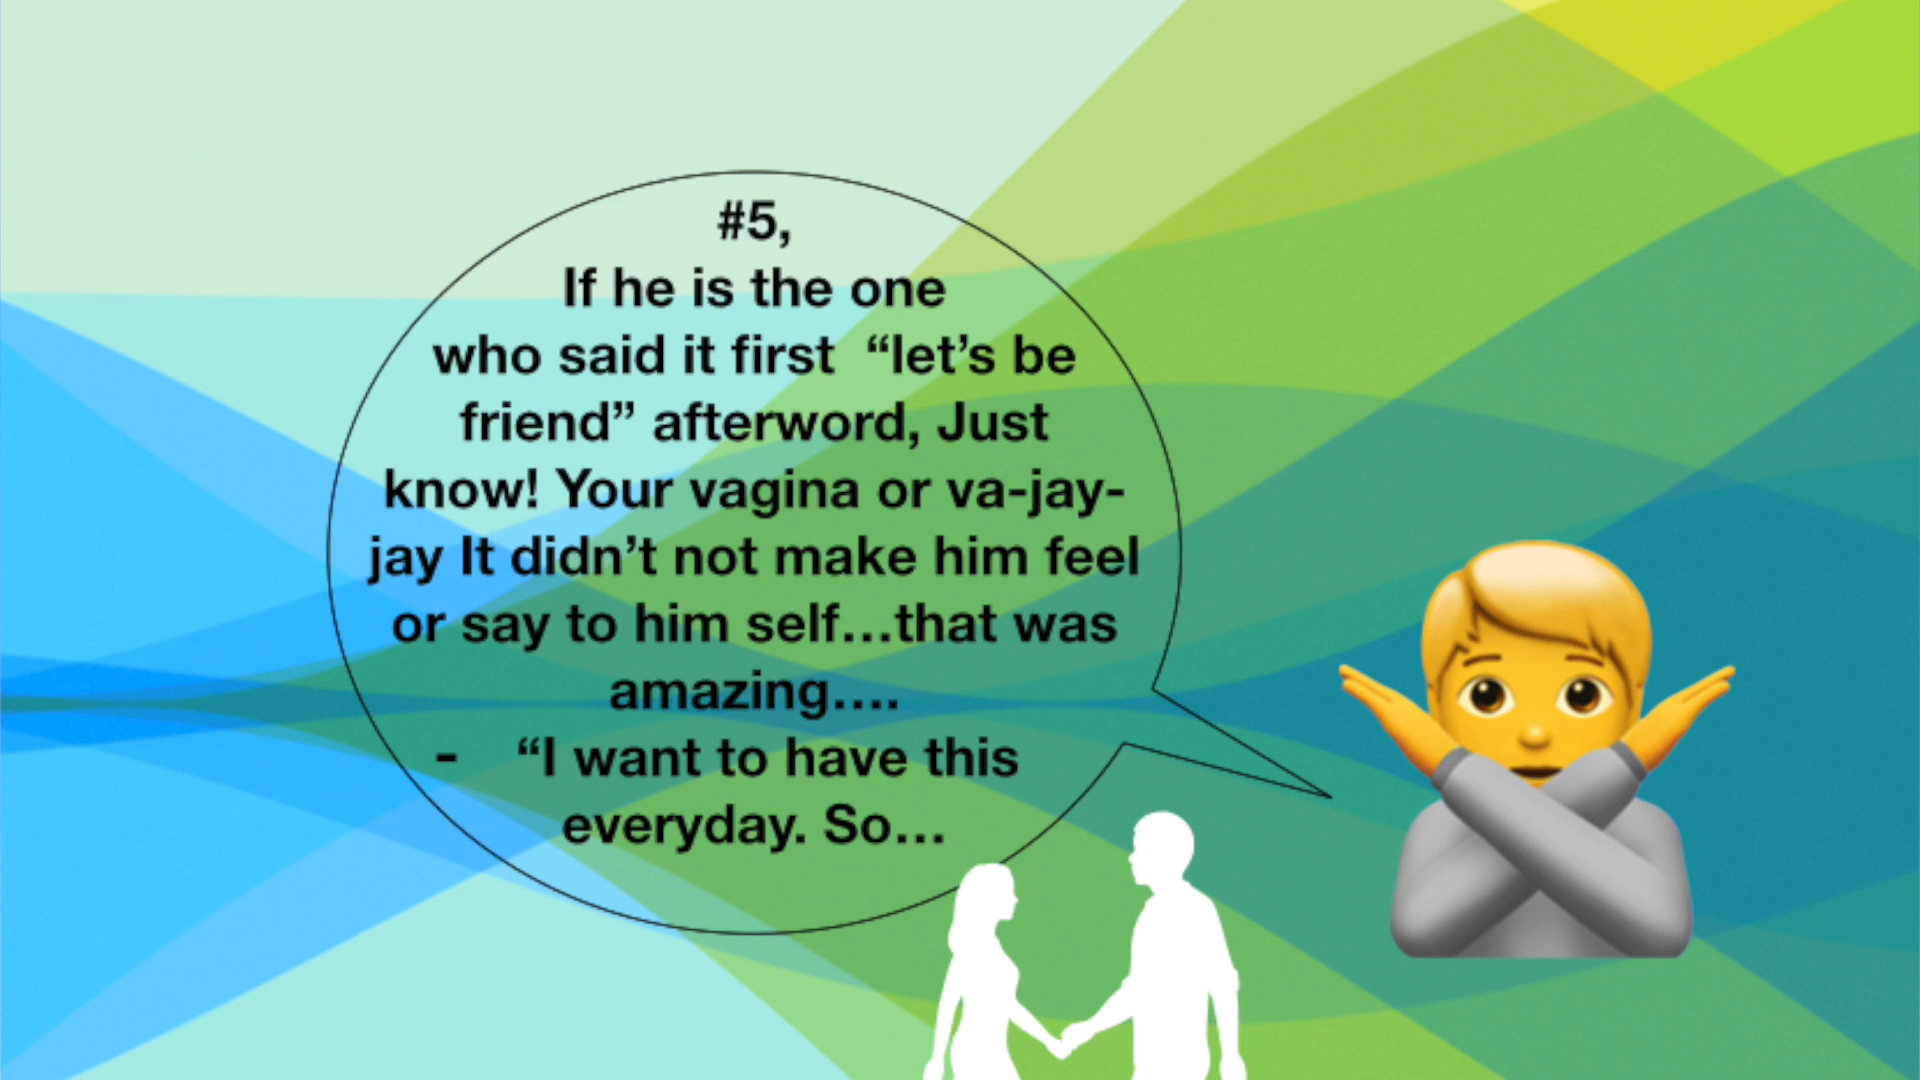 #5,
If he is the one
who said it first  “let’s be
friend” afterword, Just
know! Your vagina or va-jay-
jay It didn’t not make him feel
or say to him self…that was
amazing….
-   “I want to have this
everyday. So…